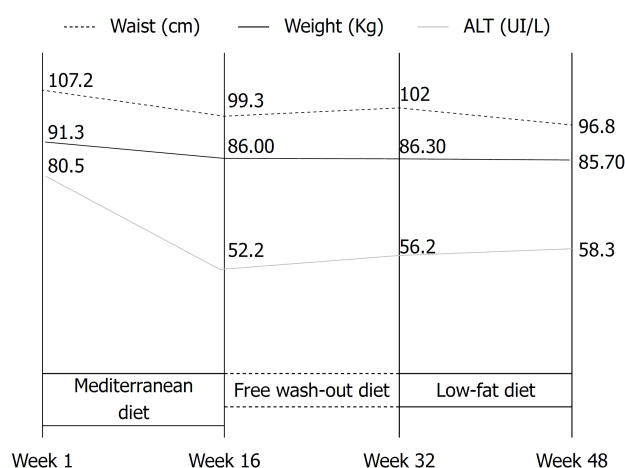 Waist (cm) Weight (Kg) ALT (UI/L)
107.2 99.3 102 96.8
91.3 86.00 86.30 85.70
80.5 52.2 56.2 58.3
Mediterranean
diet
Free wash-out diet
Low-fat diet
Week 1 Week 16 Week 32 Week 48